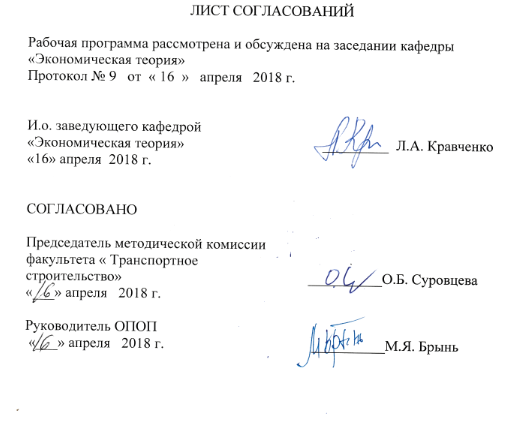 ЛИСТ СОГЛАСОВАНИЙ
Рабочая программа рассмотрена и обсуждена на заседании кафедры
«Экономическая теория»
Протокол № 9 от « 16 » апреля 2018 г.
И.о. заведующего кафедрой
«Экономическая теория»
«16» апреля 2018 г.
Л.А. Кравченко
СОГЛАСОВАНО
Председатель методической комиссии
факультета « Транспортное
строительство»
«16» апреля 2018 г.
О.Б. Суровцева
Руководитель ОПОП
«16» апреля 2018 г.
М.Я. Брынь